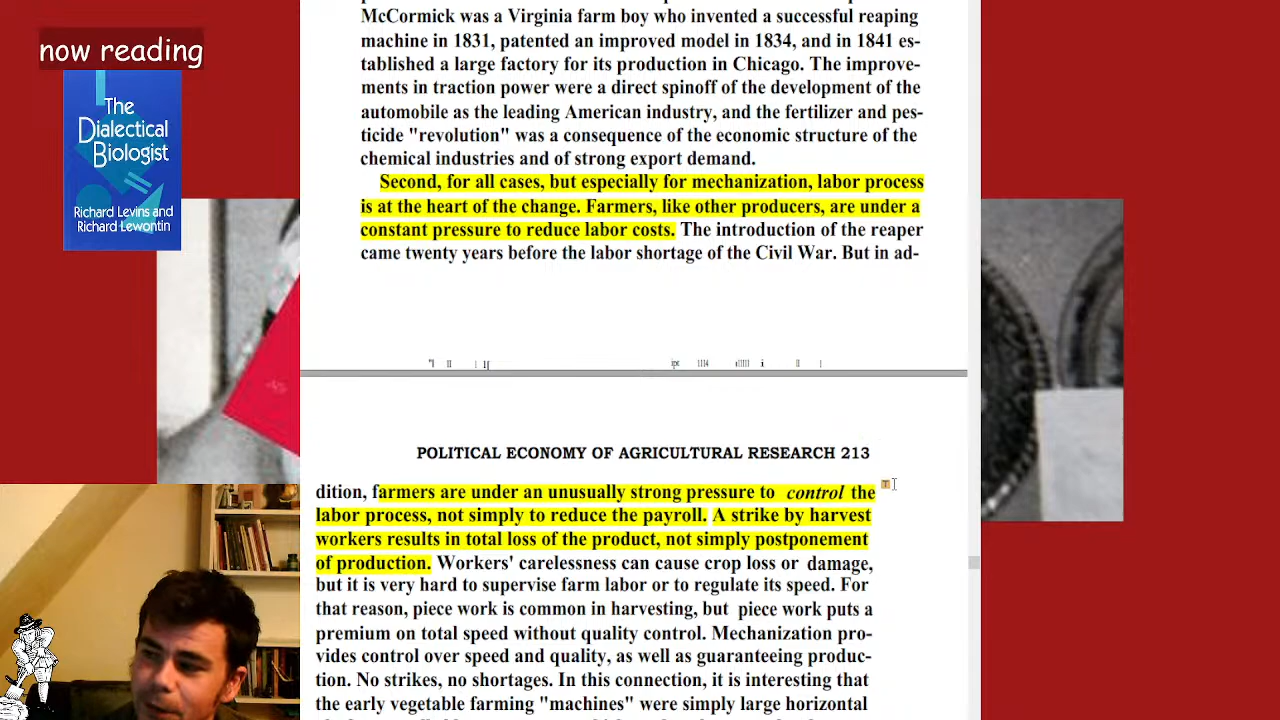 now reading
The
Dialectical
Biologist
Richard Levins and
Richard Lewontin
McCormick was a Virginia farm boy who invented a successful reaping
machine in 1831, patented an improved model in 1834, and in 1841 es-
tablished a large factory for its production in Chicago. The improve-
ments in traction power were a direct spinoff of the development of the
automobile as the leading American industry, and the fertilizer and pes-
ticide "revolution" was a consequence of the economic structure of the
chemical industries and of strong export demand.
Second, for all cases, but especially for mechanization, labor process
is at the heart of the change. Farmers, like other producers, are under a
constant pressure to reduce labor costs. The introduction of the reaper
came twenty years before the labor shortage of the Civil War. But in ad-
POLITICAL ECONOMY OF AGRICULTURAL RESEARCH 213
dition, farmers are under an unusually strong pressure to control the
labor process, not simply to reduce the payroll. A strike by harvest
workers results in total loss of the product, not simply postponement
of production. Workers' carelessness can cause crop loss or damage,
but it is very hard to supervise farm labor or to regulate its speed. For
that reason, piece work is common in harvesting, but piece work puts a
premium on total speed without quality control. Mechanization pro-
vides control over speed and quality, as well as guaranteeing produc-
tion. No strikes, no shortages. In this connection, it is interesting that
the early vegetable farming "machines" were simply large horizontal